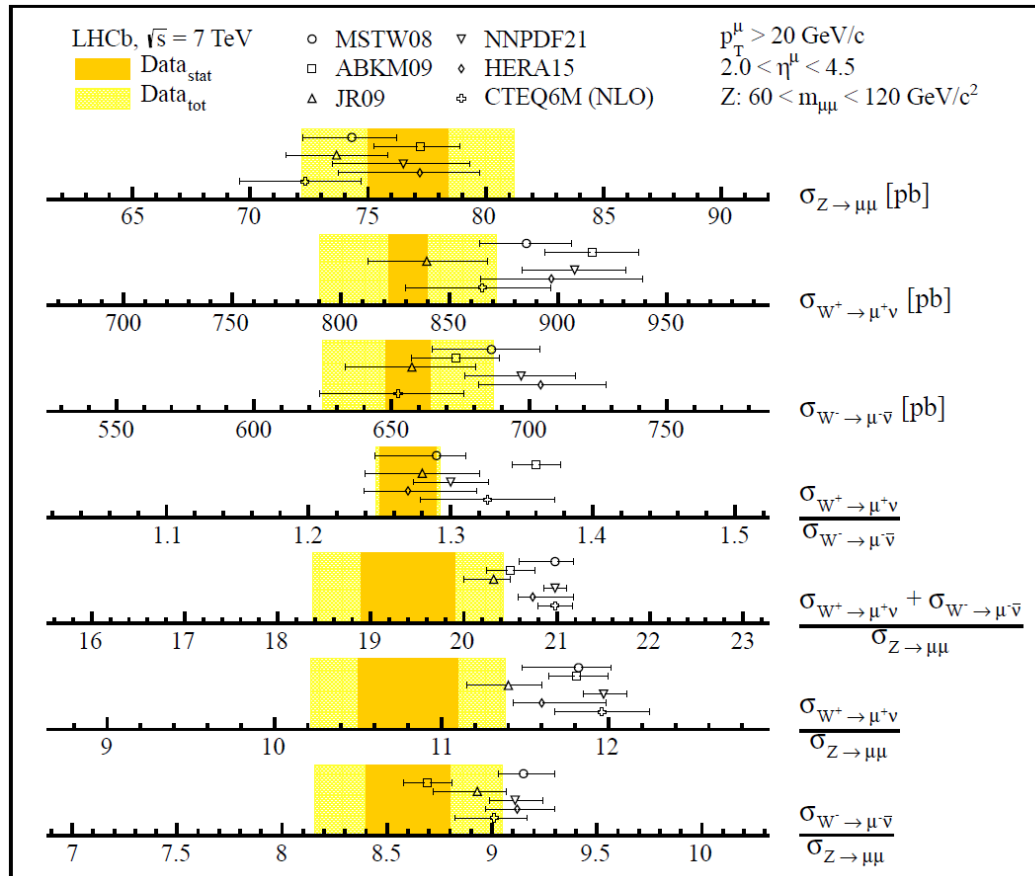 LHCb, √s = 7 TeV
Data_stat
Data_tot
○ MSTW08
□ ABKM09
△ JR09
▽ NNPDF21
◇ HERA15
✚ CTEQ6M (NLO)
p_T^μ > 20 GeV/c
2.0 < η^μ < 4.5
Z: 60 < m_μμ < 120 GeV/c²
65 70 75 80 85 90
σ_Z→μμ [pb]
700 750 800 850 900 950
σ_W⁺→μ⁺ν [pb]
550 600 650 700 750
σ_W⁻→μ⁻ν̄ [pb]
1.1 1.2 1.3 1.4 1.5
σ_W⁺→μ⁺ν
σ_W⁻→μ⁻ν̄
16 17 18 19 20 21 22 23
σ_W⁺→μ⁺ν + σ_W⁻→μ⁻ν̄
σ_Z→μμ
9 10 11 12
σ_W⁺→μ⁺ν
σ_Z→μμ
7 7.5 8 8.5 9 9.5 10
σ_W⁻→μ⁻ν̄
σ_Z→μμ